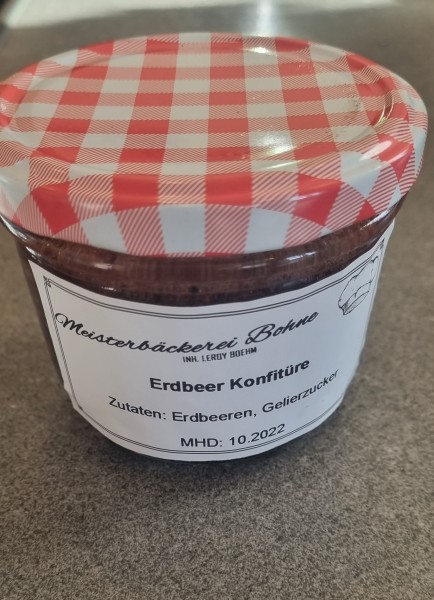 Meisterbäckerei Bohne
INH. LEROY BOEHM
Erdbeer Konfitüre
Zutaten: Erdbeeren, Gelierzucker
MHD: 10.2022